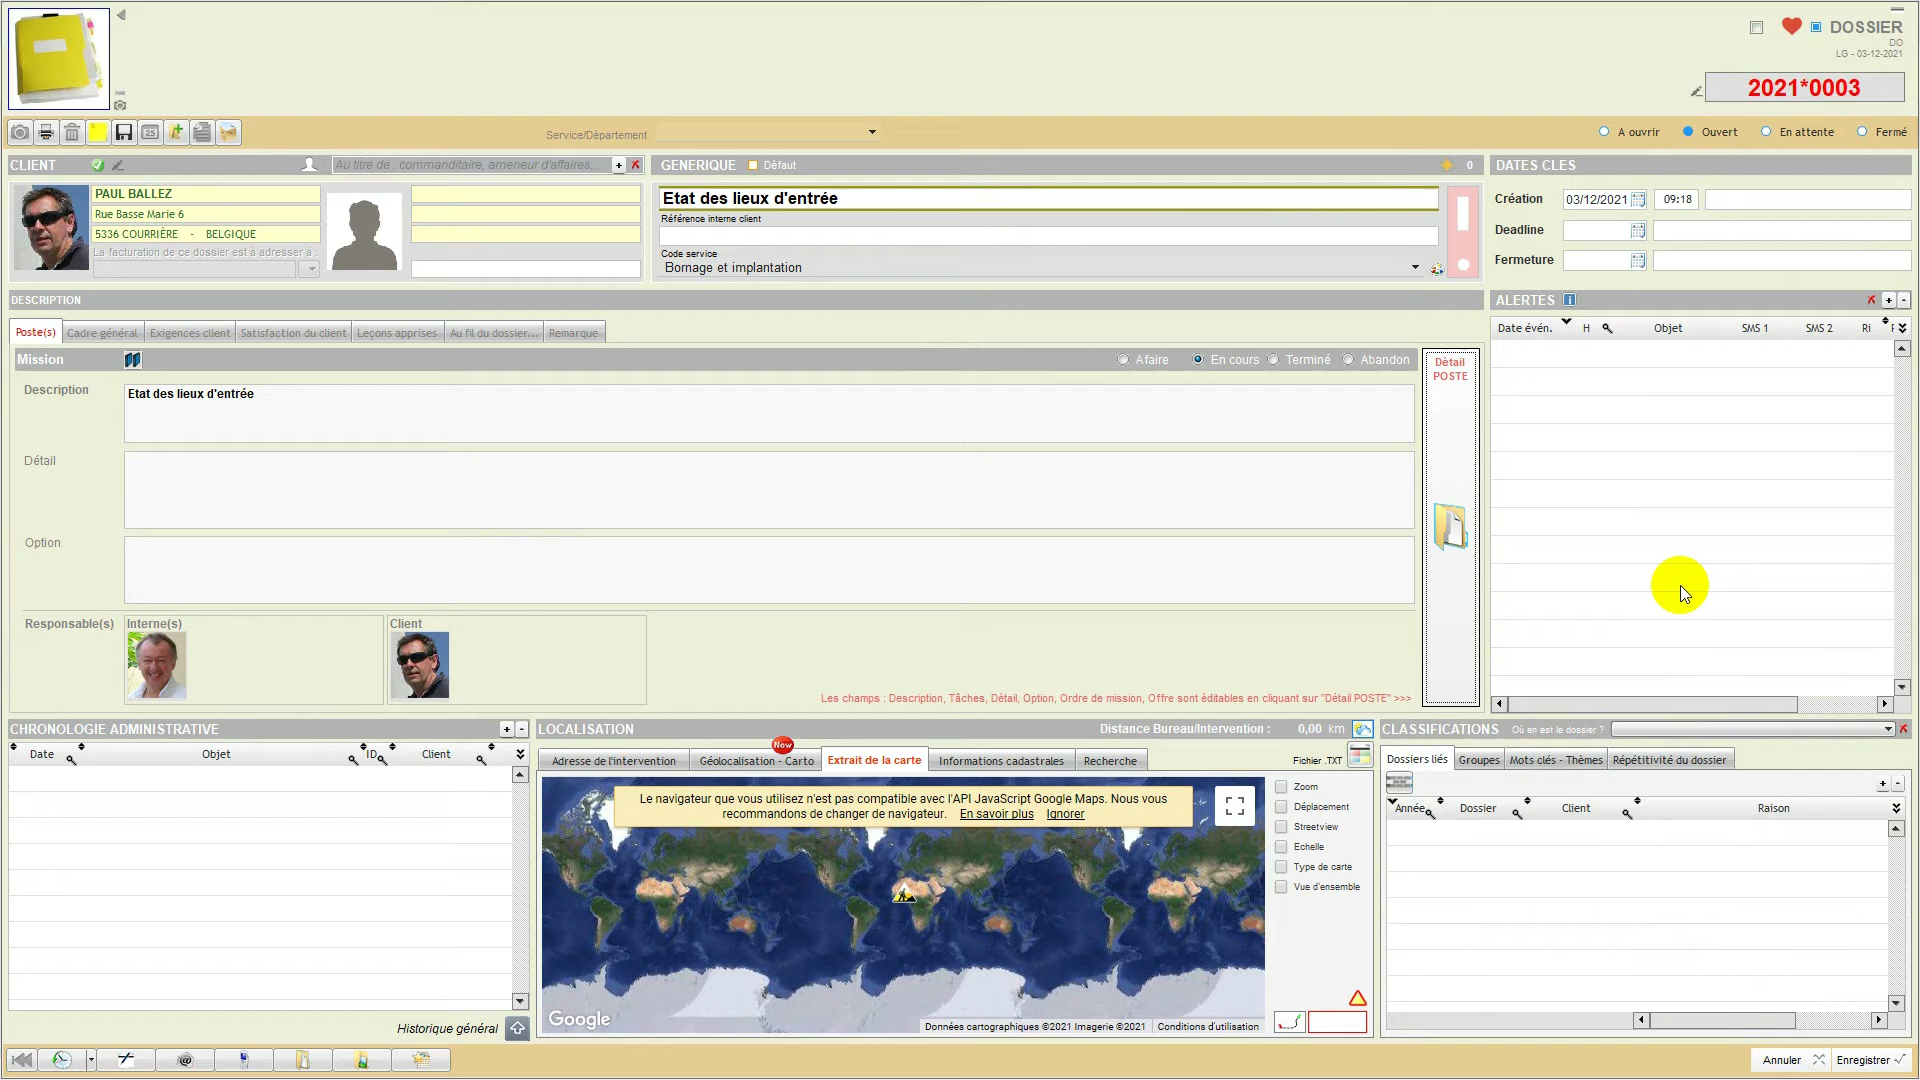 DOSSIER
DO
LG - 03-12-2021
2021*0003
25
Service/Département
A ouvrir
Ouvert
En attente
Fermé
CLIENT
Au titre de : commanditaire, ameneur d'affaires,...
GENERIQUE
Défaut
0
DATES CLES
PAUL BALLEZ
Rue Basse Marie 6
5336 COURRIÈRE - BELGIQUE
La facturation de ce dossier est à adresser à :
Etat des lieux d'entrée
Référence interne client
Code service
Bornage et implantation
Création
03/12/2021
09:18
Deadline
Fermeture
DESCRIPTION
ALERTES
Poste(s)
Cadre général
Exigences client
Satisfaction du client
Leçons apprises
Au fil du dossier...
Remarque
Date évén.
H
Objet
SMS 1
SMS 2
Ri
Mission
Afaire
En cours
Terminé
Abandon
Détail
POSTE
Description
Etat des lieux d'entrée
Détail
Option
Responsable(s)
Interne(s)
Client
Les champs : Description, Tâches, Détail, Option, Ordre de mission, Offre sont éditables en cliquant sur "Détail POSTE" >>>
CHRONOLOGIE ADMINISTRATIVE
Date
Objet
ID
Client
Historique général
LOCALISATION
Distance Bureau/Intervention :
0,00 km
New
Adresse de l'intervention
Géolocalisation - Carto
Extrait de la carte
Informations cadastrales
Recherche
Fichier .TXT
Le navigateur que vous utilisez n'est pas compatible avec l'API JavaScript Google Maps. Nous vous
recommandons de changer de navigateur. En savoir plus Ignorer
Zoom
Déplacement
Streetview
Echelle
Type de carte
Vue d'ensemble
Google
Données cartographiques ©2021 Imagerie ©2021
Conditions d'utilisation
CLASSIFICATIONS
Où en est le dossier ?
Dossiers liés
Groupes
Mots clés - Thèmes
Répétitivité du dossier
Année
Dossier
Client
Raison
Annuler
Enregistrer